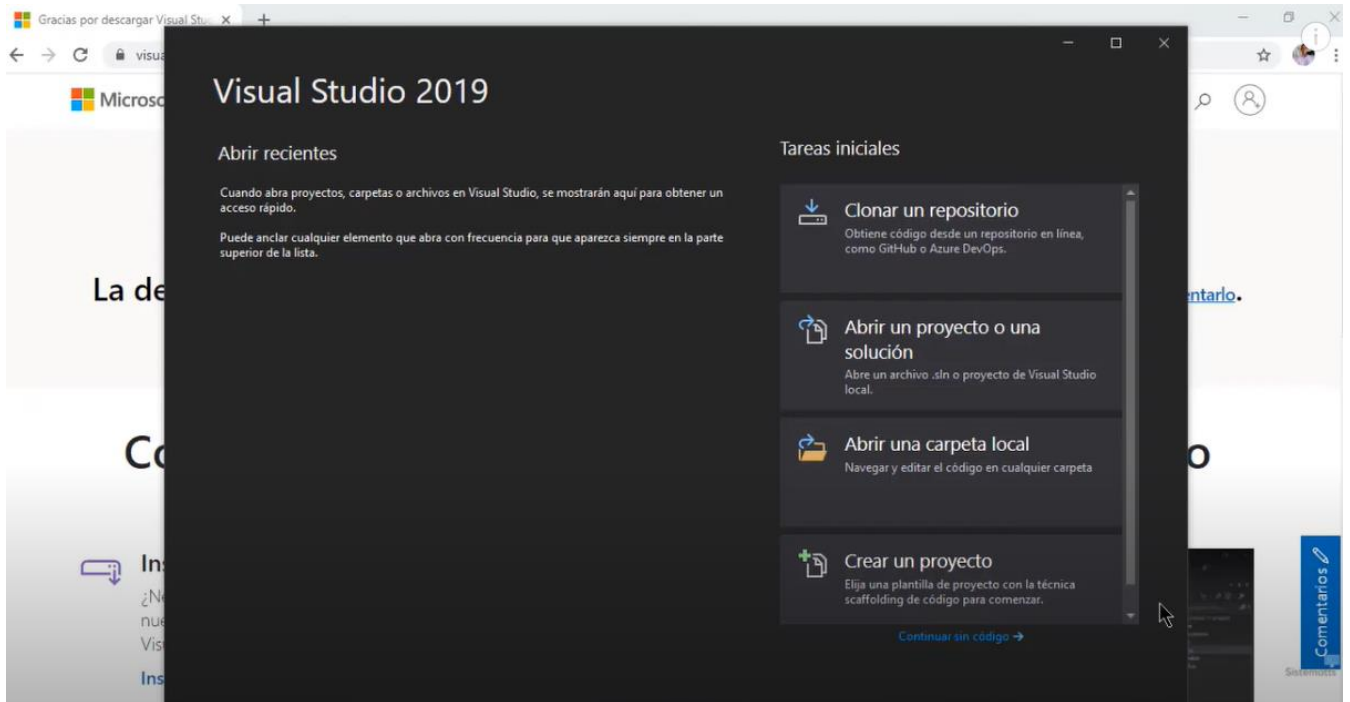 Gracias por descargar Visual Stu
visua
Microso
Visual Studio 2019
Abrir recientes
Cuando abra proyectos, carpetas o archivos en Visual Studio, se mostrarán aquí para obtener un
acceso rápido.
Puede anclar cualquier elemento que abra con frecuencia para que aparezca siempre en la parte
superior de la lista.
Tareas iniciales
Clonar un repositorio
Obtiene código desde un repositorio en línea,
como GitHub o Azure DevOps.
Abrir un proyecto o una
solución
Abre un archivo .sln o proyecto de Visual Studio
local.
Abrir una carpeta local
Navegar y editar el código en cualquier carpeta
Crear un proyecto
Elija una plantilla de proyecto con la técnica
scaffolding de código para comenzar.
Continuar sin código →
La de
entarlo.
Co
o
Ins
¿Ne
nue
Visu
Ins
Comentarios
Sistemutts